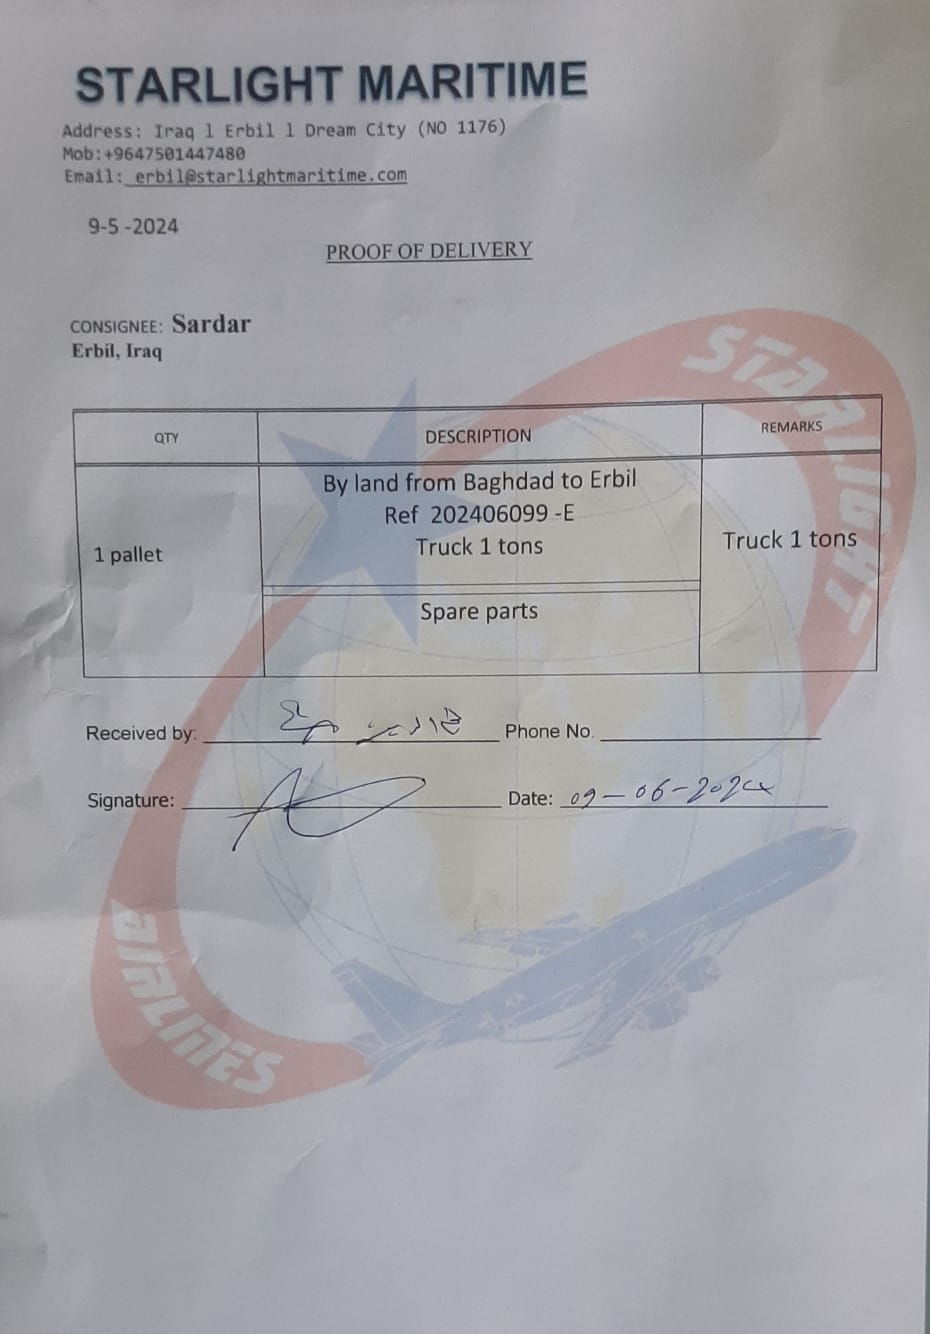 STARLIGHT MARITIME
Address: Iraq l Erbil l Dream City (NO 1176)
Mob:+9647501447480
Email: erbil@starlightmaritime.com
9-5 -2024
PROOF OF DELIVERY
CONSIGNEE: Sardar
Erbil, Iraq
QTY
DESCRIPTION
REMARKS
1 pallet
By land from Baghdad to Erbil
Ref 202406099 -E
Truck 1 tons
Spare parts
Truck 1 tons
Received by:
Phone No.
Signature:
Date: 09-06-2024
STARLIGHT
AIRLINES